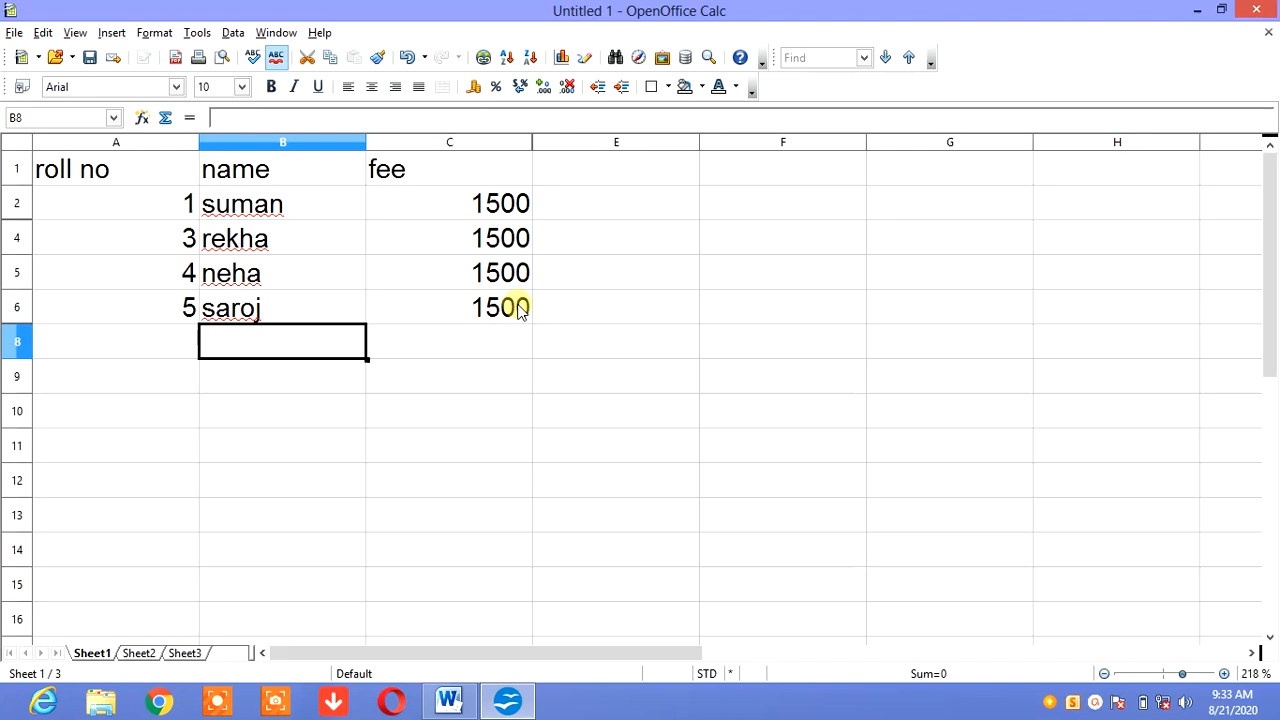 Untitled 1 - OpenOffice Calc
File Edit View Insert Format Tools Data Window Help
ABC ABC Find
Arial 10 B I U %
B8
A B C E F G H
1 roll no name fee
2 1 suman 1500
4 3 rekha 1500
5 4 neha 1500
6 5 saroj 1500
8
9
10
11
12
13
14
15
16
Sheet1 Sheet2 Sheet3
Sheet 1 / 3 Default STD * Sum=0 218 %
9:33 AM
8/21/2020